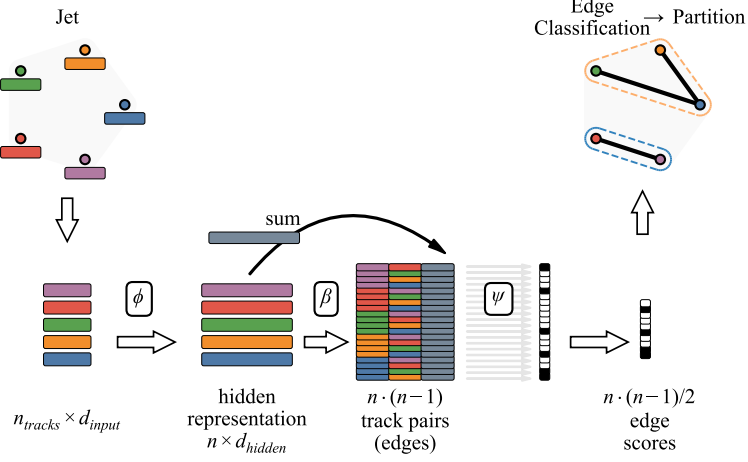 Jet
Edge
Classification → Partition
sum
ϕ
β
ψ
n_tracks × d_input
hidden
representation
n × d_hidden
n · (n − 1)
track pairs
(edges)
n · (n − 1)/2
edge
scores